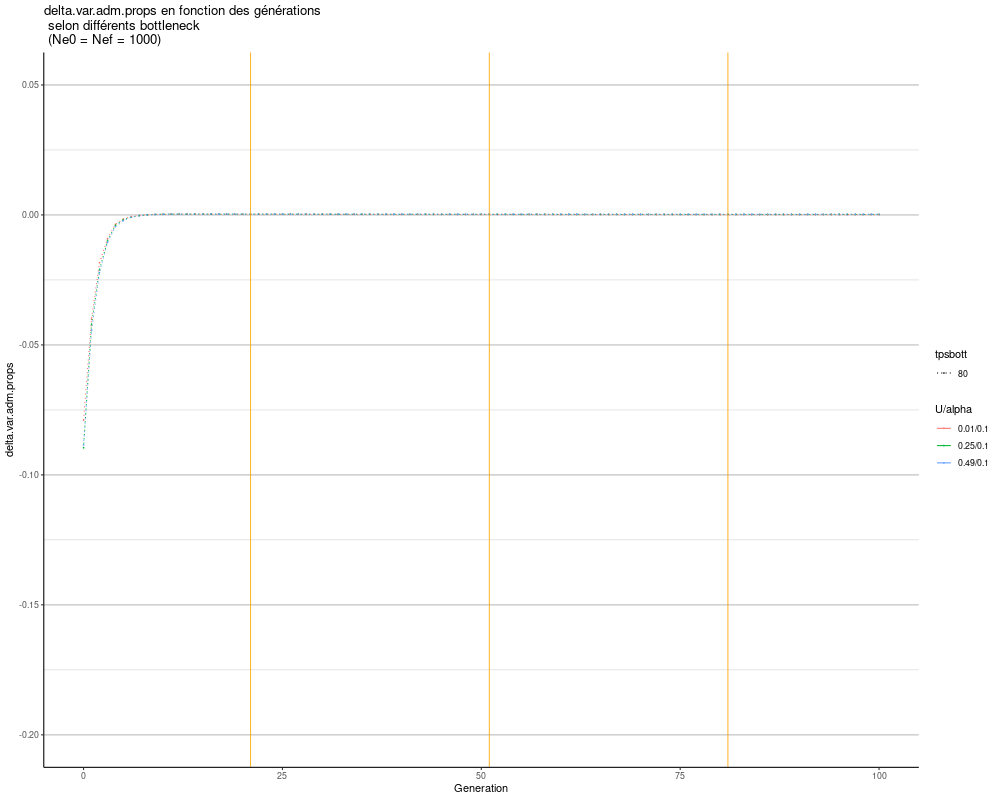 delta.var.adm.props en fonction des générations
selon différents bottleneck
(Ne0 = Nef = 1000)
delta.var.adm.props
0.05
0.00
-0.05
-0.10
-0.15
-0.20
0
25
50
75
100
Generation
tpsbott
80
U/alpha
0.01/0.1
0.25/0.1
0.49/0.1